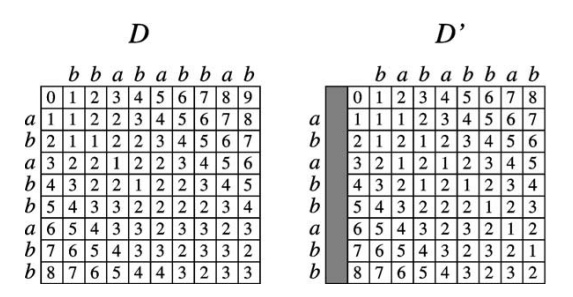 D D’
b b a b a b b a b b a b a b b a b
0 1 2 3 4 5 6 7 8 9 0 1 2 3 4 5 6 7 8
a 1 1 2 2 3 4 5 6 7 8 a 1 1 1 2 3 4 5 6 7
b 2 1 1 2 2 3 4 5 6 7 b 2 1 2 1 2 3 4 5 6
a 3 2 2 1 2 2 3 4 5 6 a 3 2 1 2 1 2 3 4 5
b 4 3 2 2 1 2 2 3 4 5 b 4 3 2 1 2 1 2 3 4
b 5 4 3 3 2 2 2 2 3 4 b 5 4 3 2 2 2 1 2 3
a 6 5 4 3 3 2 3 3 2 3 a 6 5 4 3 2 3 2 1 2
b 7 6 5 4 3 3 2 3 3 2 b 7 6 5 4 3 2 3 2 1
b 8 7 6 5 4 4 3 2 3 3 b 8 7 6 5 4 3 2 3 2